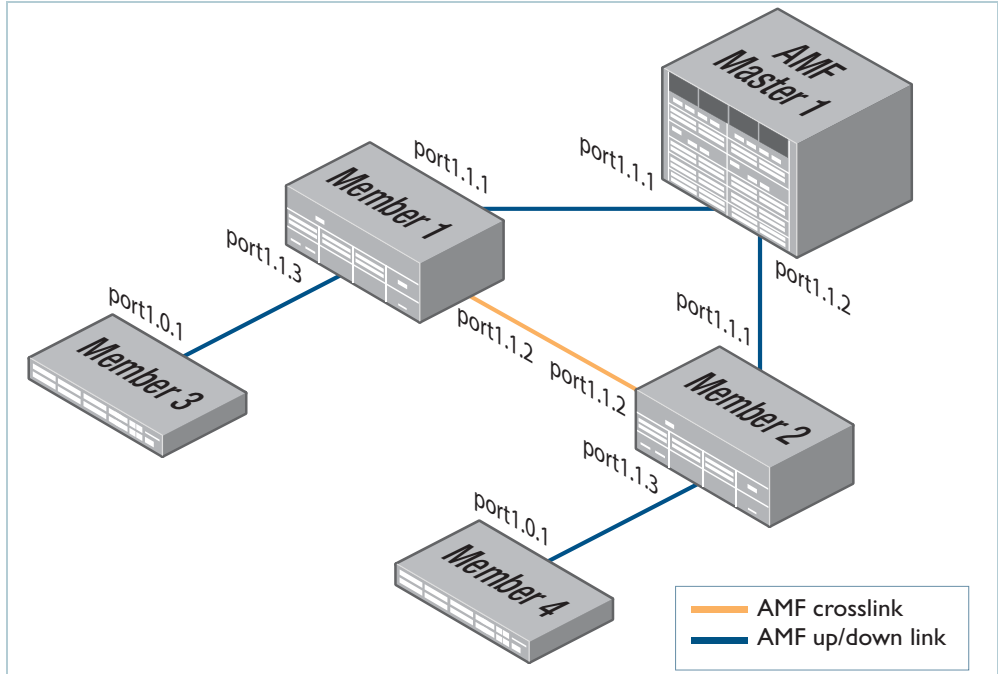 AMF
Master 1
port1.1.1
port1.1.1
Member 1
port1.1.3
port1.1.2
port1.0.1
port1.1.2
port1.1.1
Member 3
port1.1.2
Member 2
port1.1.3
port1.0.1
Member 4
AMF crosslink
AMF up/down link